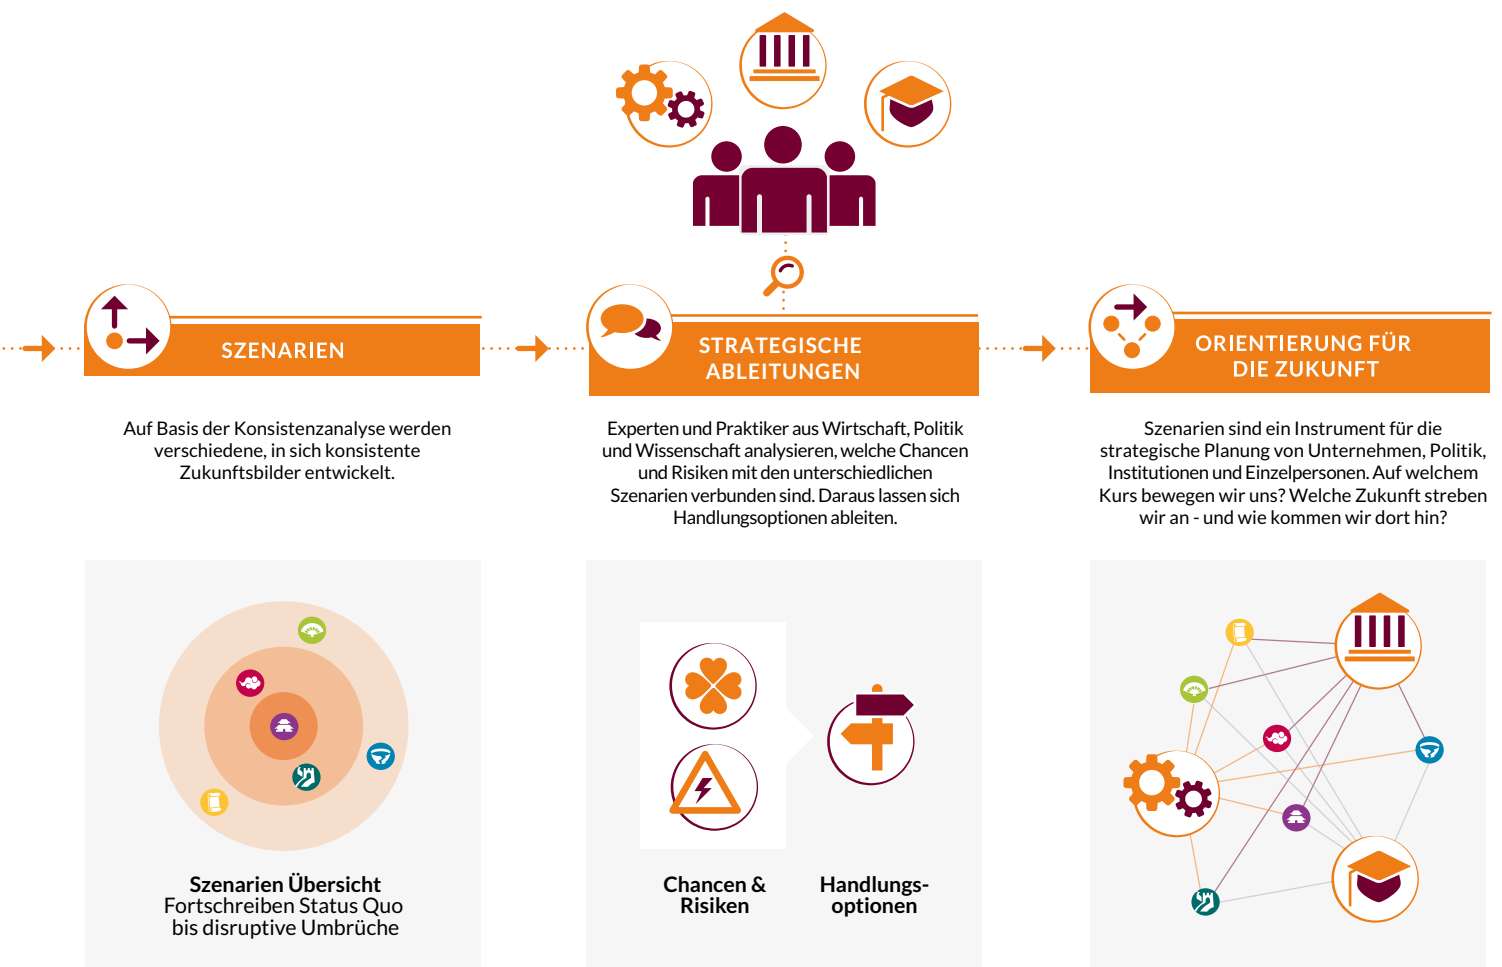 SZENARIEN
Auf Basis der Konsistenzanalyse werden
verschiedene, in sich konsistente
Zukunftsbilder entwickelt.
Szenarien Übersicht
Fortschreiben Status Quo
bis disruptive Umbrüche
STRATEGISCHE
ABLEITUNGEN
Experten und Praktiker aus Wirtschaft, Politik
und Wissenschaft analysieren, welche Chancen
und Risiken mit den unterschiedlichen
Szenarien verbunden sind. Daraus lassen sich
Handlungsoptionen ableiten.
Chancen &
Risiken
Handlungs-
optionen
ORIENTIERUNG FÜR
DIE ZUKUNFT
Szenarien sind ein Instrument für die
strategische Planung von Unternehmen, Politik,
Institutionen und Einzelpersonen. Auf welchem
Kurs bewegen wir uns? Welche Zukunft streben
wir an - und wie kommen wir dort hin?